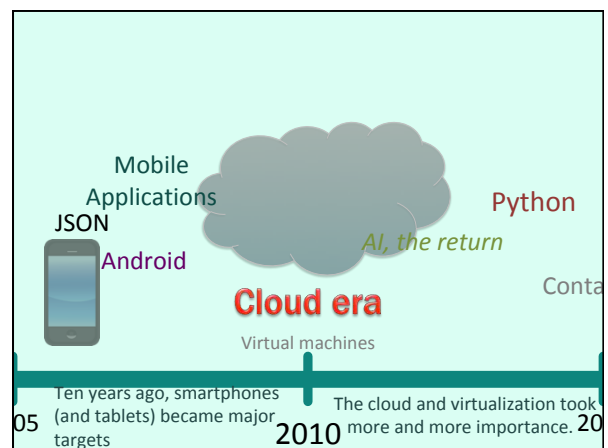 Mobile
Applications
JSON
Android
Python
AI, the return
Conta
Cloud era
Virtual machines
Ten years ago, smartphones
(and tablets) became major
targets
05
2010
The cloud and virtualization took
more and more importance.
20